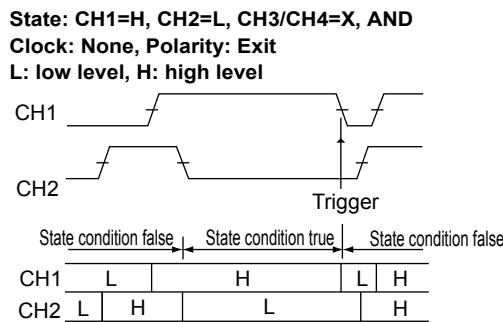 State: CH1=H, CH2=L, CH3/CH4=X, AND
Clock: None, Polarity: Exit
L: low level, H: high level
CH1
CH2
Trigger
State condition false State condition true State condition false
CH1 L H L H
CH2 L H L H